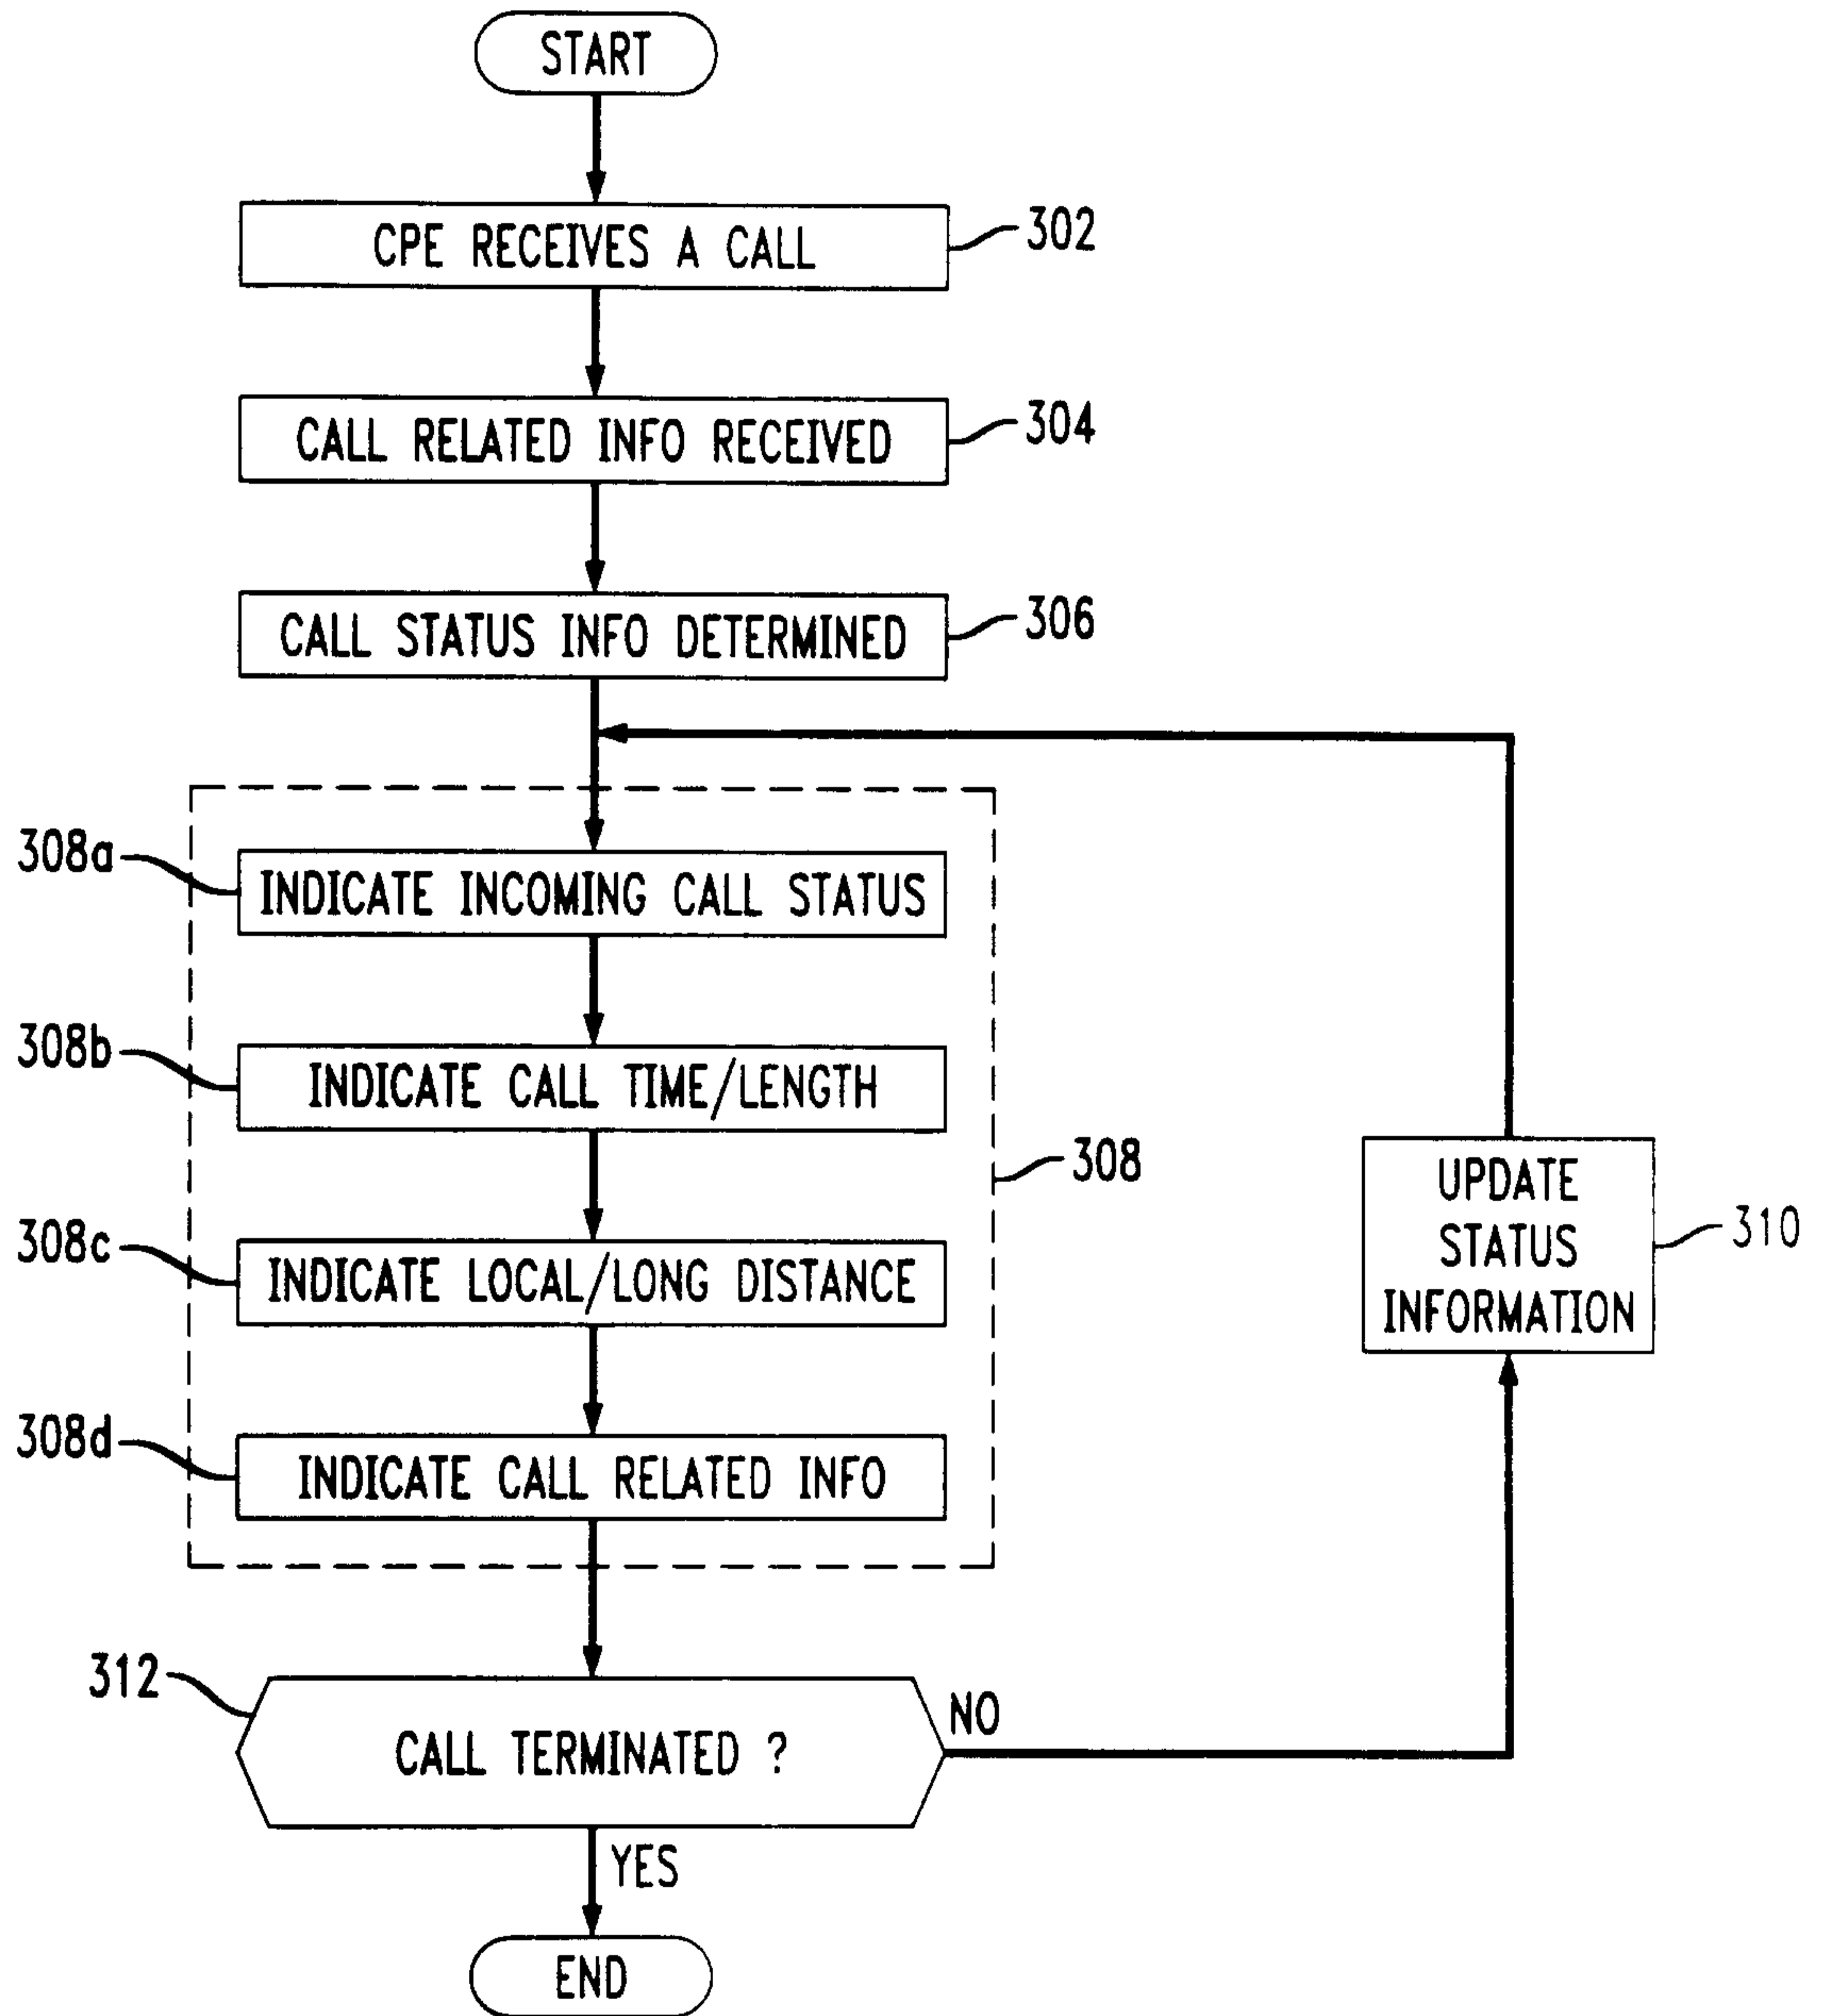 START
CPE RECEIVES A CALL
302
CALL RELATED INFO RECEIVED
304
CALL STATUS INFO DETERMINED
306
308a
INDICATE INCOMING CALL STATUS
308b
INDICATE CALL TIME/LENGTH
308
308c
INDICATE LOCAL/LONG DISTANCE
308d
INDICATE CALL RELATED INFO
UPDATE
STATUS
INFORMATION
310
312
CALL TERMINATED ?
NO
YES
END